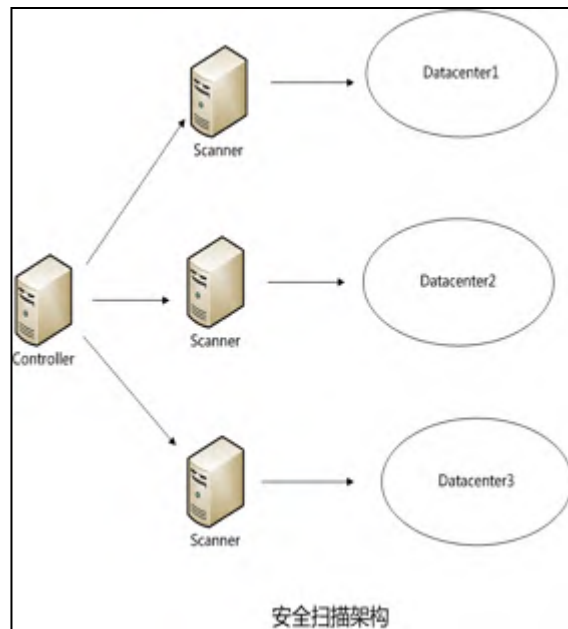 Datacenter1
Scanner
Datacenter2
Controller
Scanner
Datacenter3
Scanner
安全扫描架构